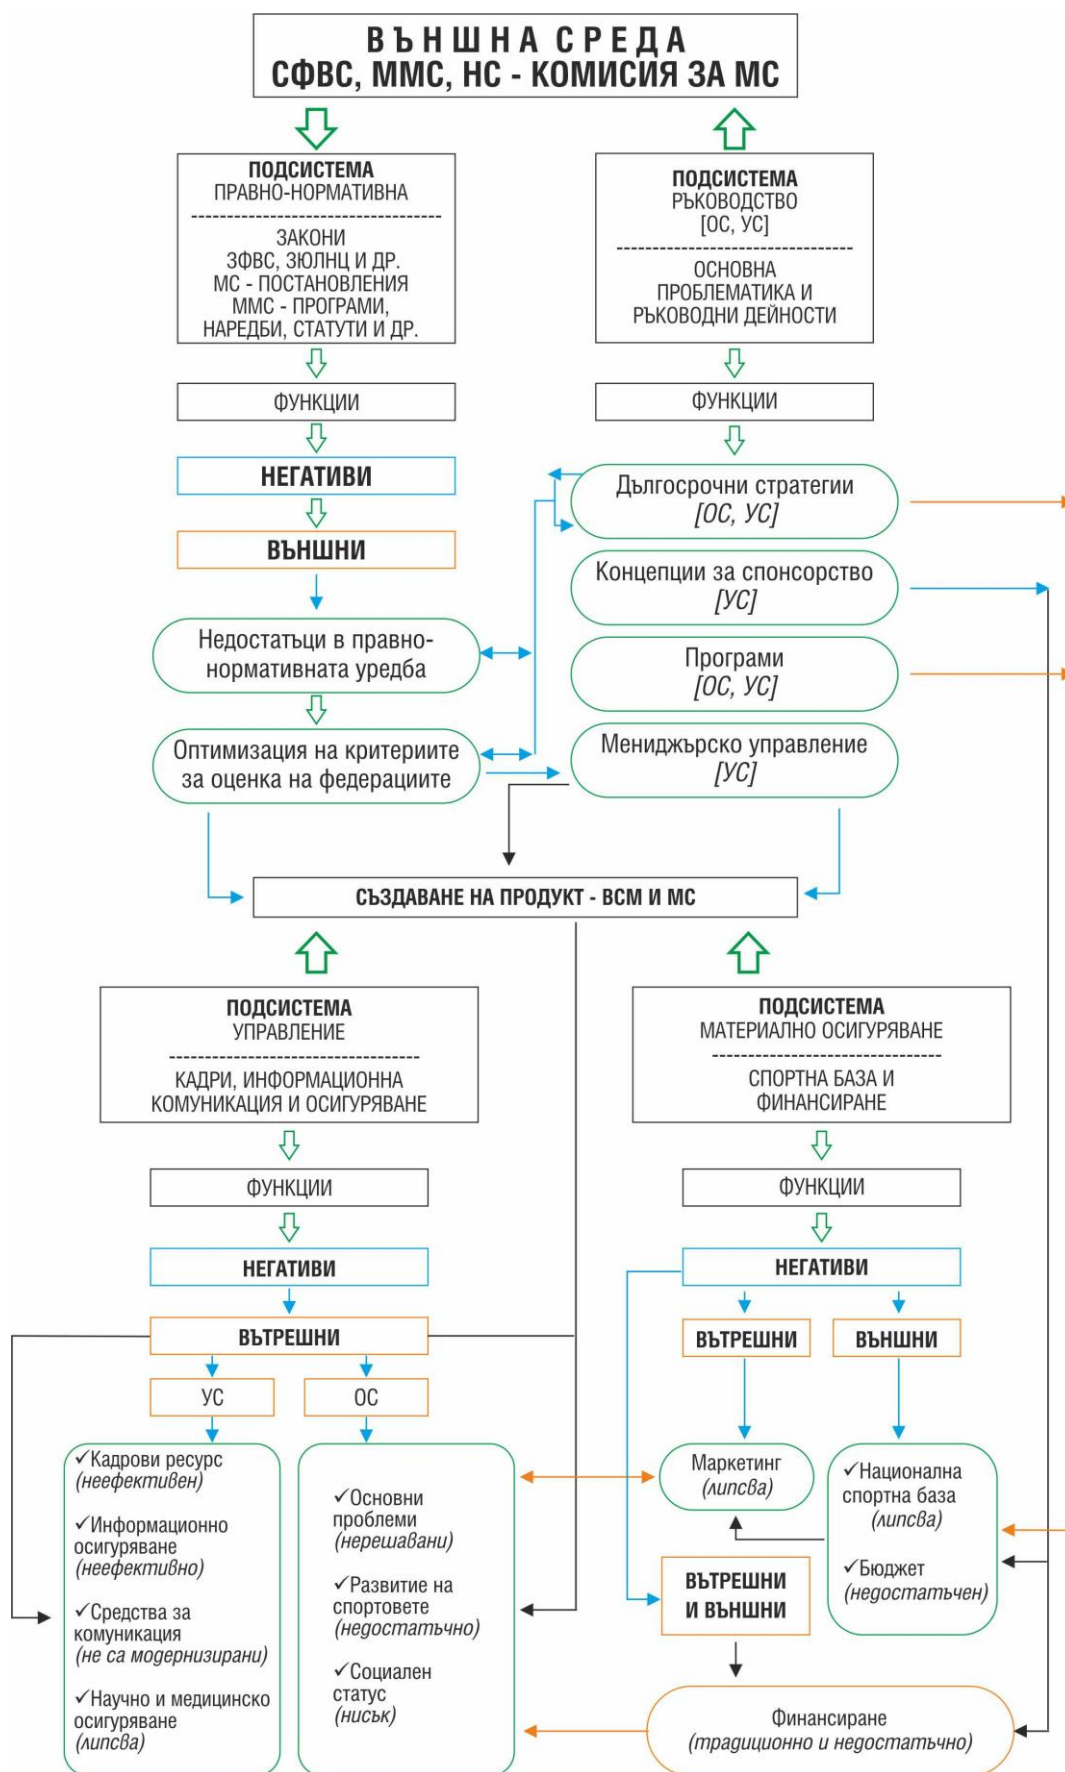 ВЪНШНА СРЕДА
СФВС, ММС, НС - КОМИСИЯ ЗА МС
ПОДСИСТЕМА
ПРАВНО-НОРМАТИВНА
ЗАКОНИ
ЗФВС, ЗЮЛНЦ И ДР.
МС - ПОСТАНОВЛЕНИЯ
ММС - ПРОГРАМИ,
НАРЕДБИ, СТАТУТИ И ДР.
ФУНКЦИИ
НЕГАТИВИ
ВЪНШНИ
Недостатъци в правно-
нормативната уредба
Оптимизация на критериите
за оценка на федерациите
ПОДСИСТЕМА
РЪКОВОДСТВО
[ОС, УС]
ОСНОВНА
ПРОБЛЕМАТИКА И
РЪКОВОДНИ ДЕЙНОСТИ
ФУНКЦИИ
Дългосрочни стратегии
[ОС, УС]
Концепции за спонсорство
[УС]
Програми
[ОС, УС]
Мениджърско управление
[УС]
СЪЗДАВАНЕ НА ПРОДУКТ - ВСМ И МС
ПОДСИСТЕМА
УПРАВЛЕНИЕ
КАДРИ, ИНФОРМАЦИОННА
КОМУНИКАЦИЯ И ОСИГУРЯВАНЕ
ФУНКЦИИ
НЕГАТИВИ
ВЪТРЕШНИ
УС
ОС
✓Кадрови ресурс
(неефективен)
✓Информационно
осигуряване
(неефективно)
✓Средства за
комуникация
(не са модернизирани)
✓Научно и медицинско
осигуряване
(липсва)
✓Основни
проблеми
(нерешавани)
✓Развитие на
спортовете
(недостатъчно)
✓Социален
статус
(нисък)
ПОДСИСТЕМА
МАТЕРИАЛНО ОСИГУРЯВАНЕ
СПОРТНА БАЗА И
ФИНАНСИРАНЕ
ФУНКЦИИ
НЕГАТИВИ
ВЪТРЕШНИ
ВЪНШНИ
Маркетинг
(липсва)
✓Национална
спортна база
(липсва)
✓Бюджет
(недостатъчен)
ВЪТРЕШНИ
И ВЪНШНИ
Финансиране
(традиционно и недостатъчно)